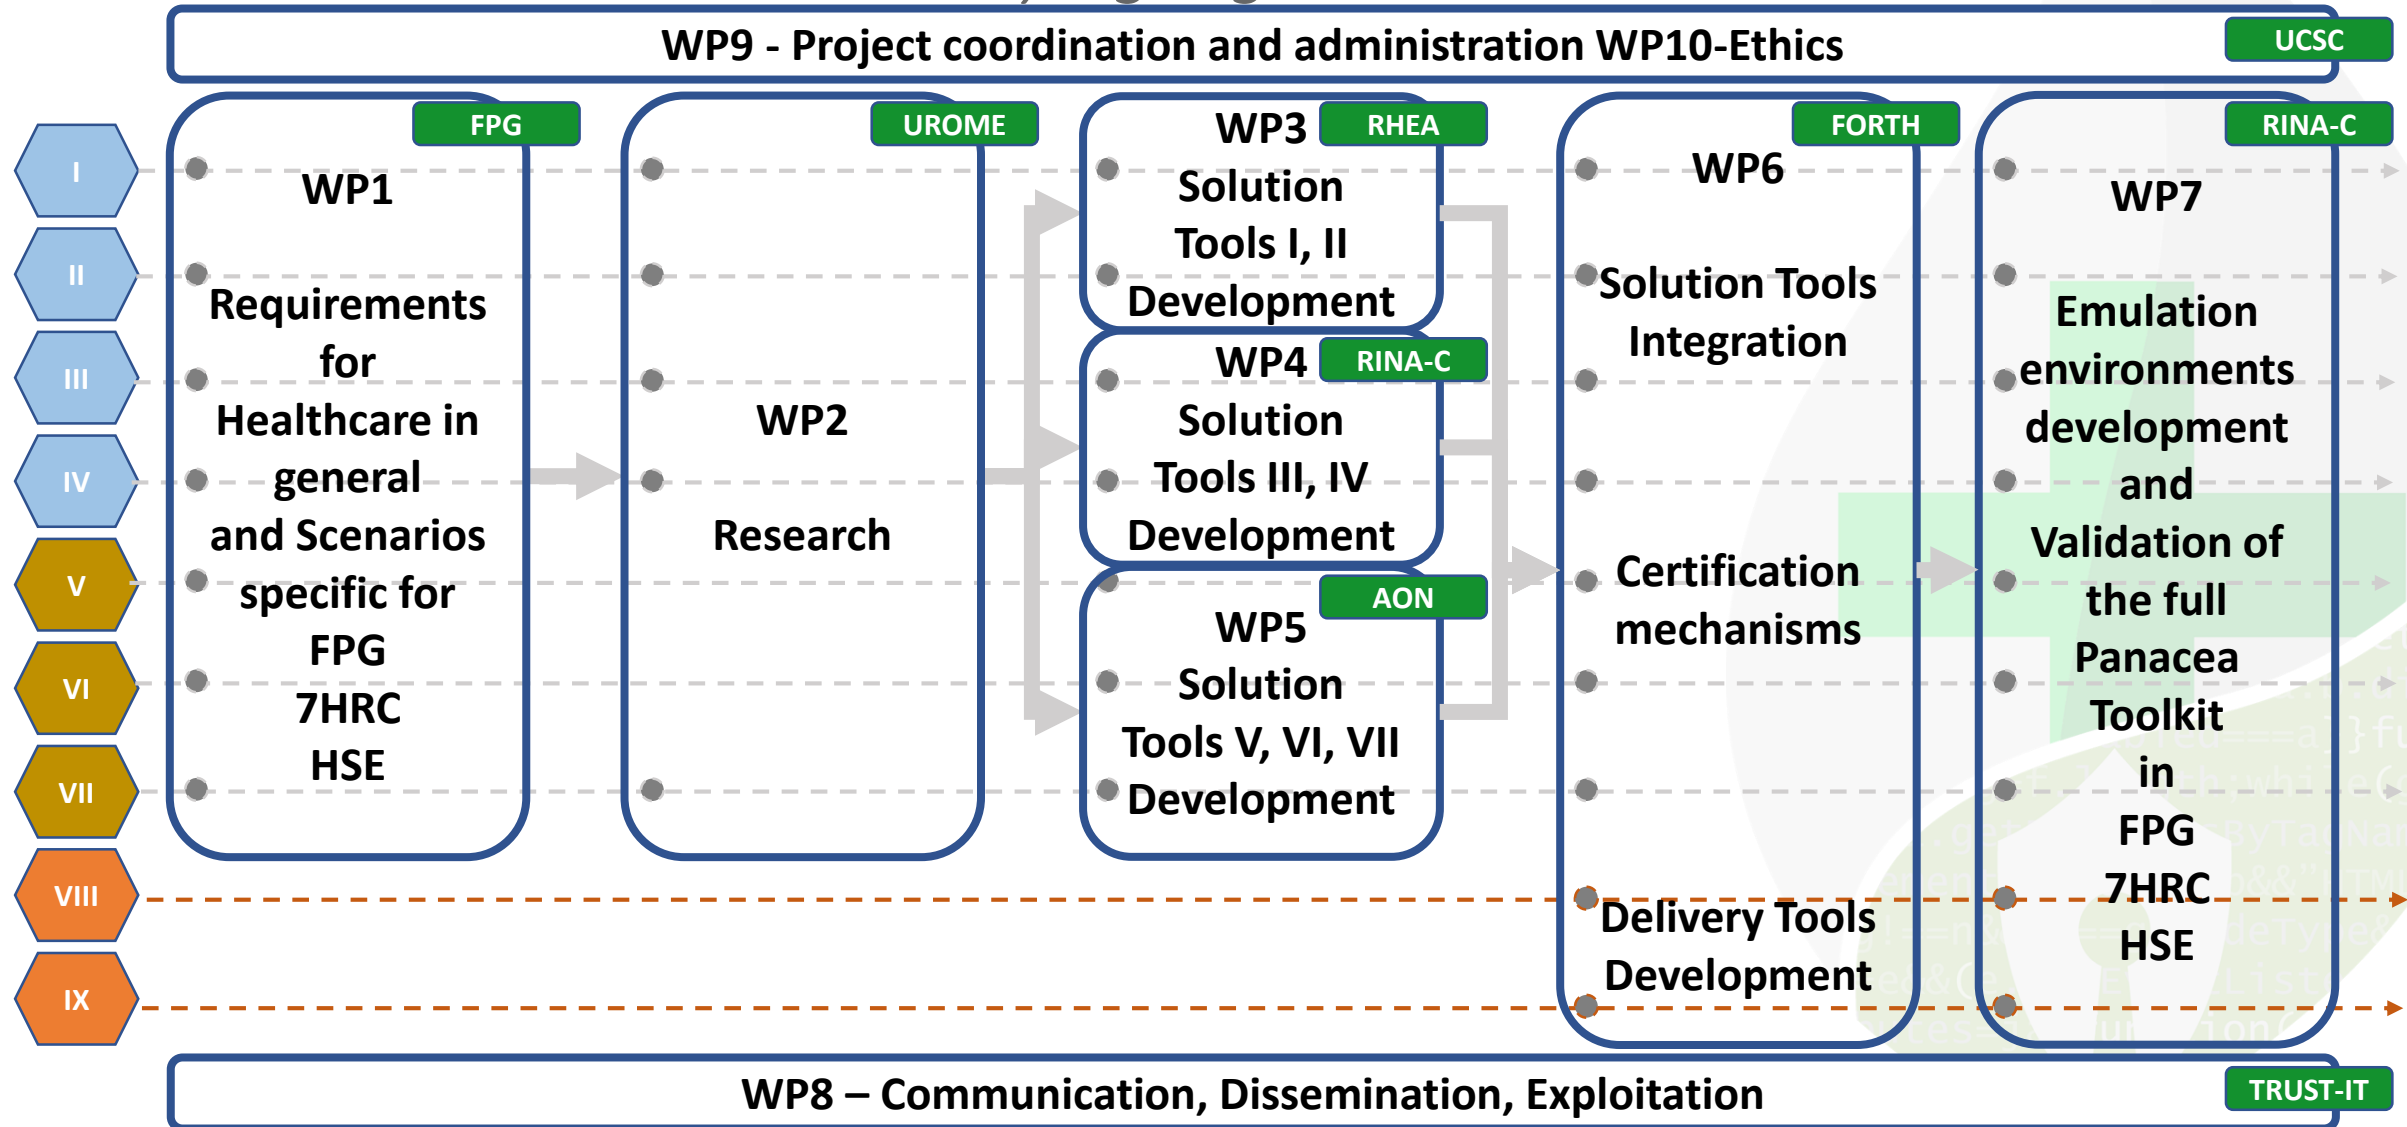 WP9 - Project coordination and administration WP10-Ethics
UCSC
I
II
III
IV
V
VI
VII
VIII
IX
FPG
WP1
Requirements
for
Healthcare in
general
and Scenarios
specific for
FPG
7HRC
HSE
UROME
WP2
Research
RHEA
WP3
Solution
Tools I, II
Development
RINA-C
WP4
Solution
Tools III, IV
Development
AON
WP5
Solution
Tools V, VI, VII
Development
FORTH
WP6
Solution Tools
Integration
Certification
mechanisms
Delivery Tools
Development
RINA-C
WP7
Emulation
environments
development
and
Validation of
the full
Panacea
Toolkit
in
FPG
7HRC
HSE
WP8 – Communication, Dissemination, Exploitation
TRUST-IT